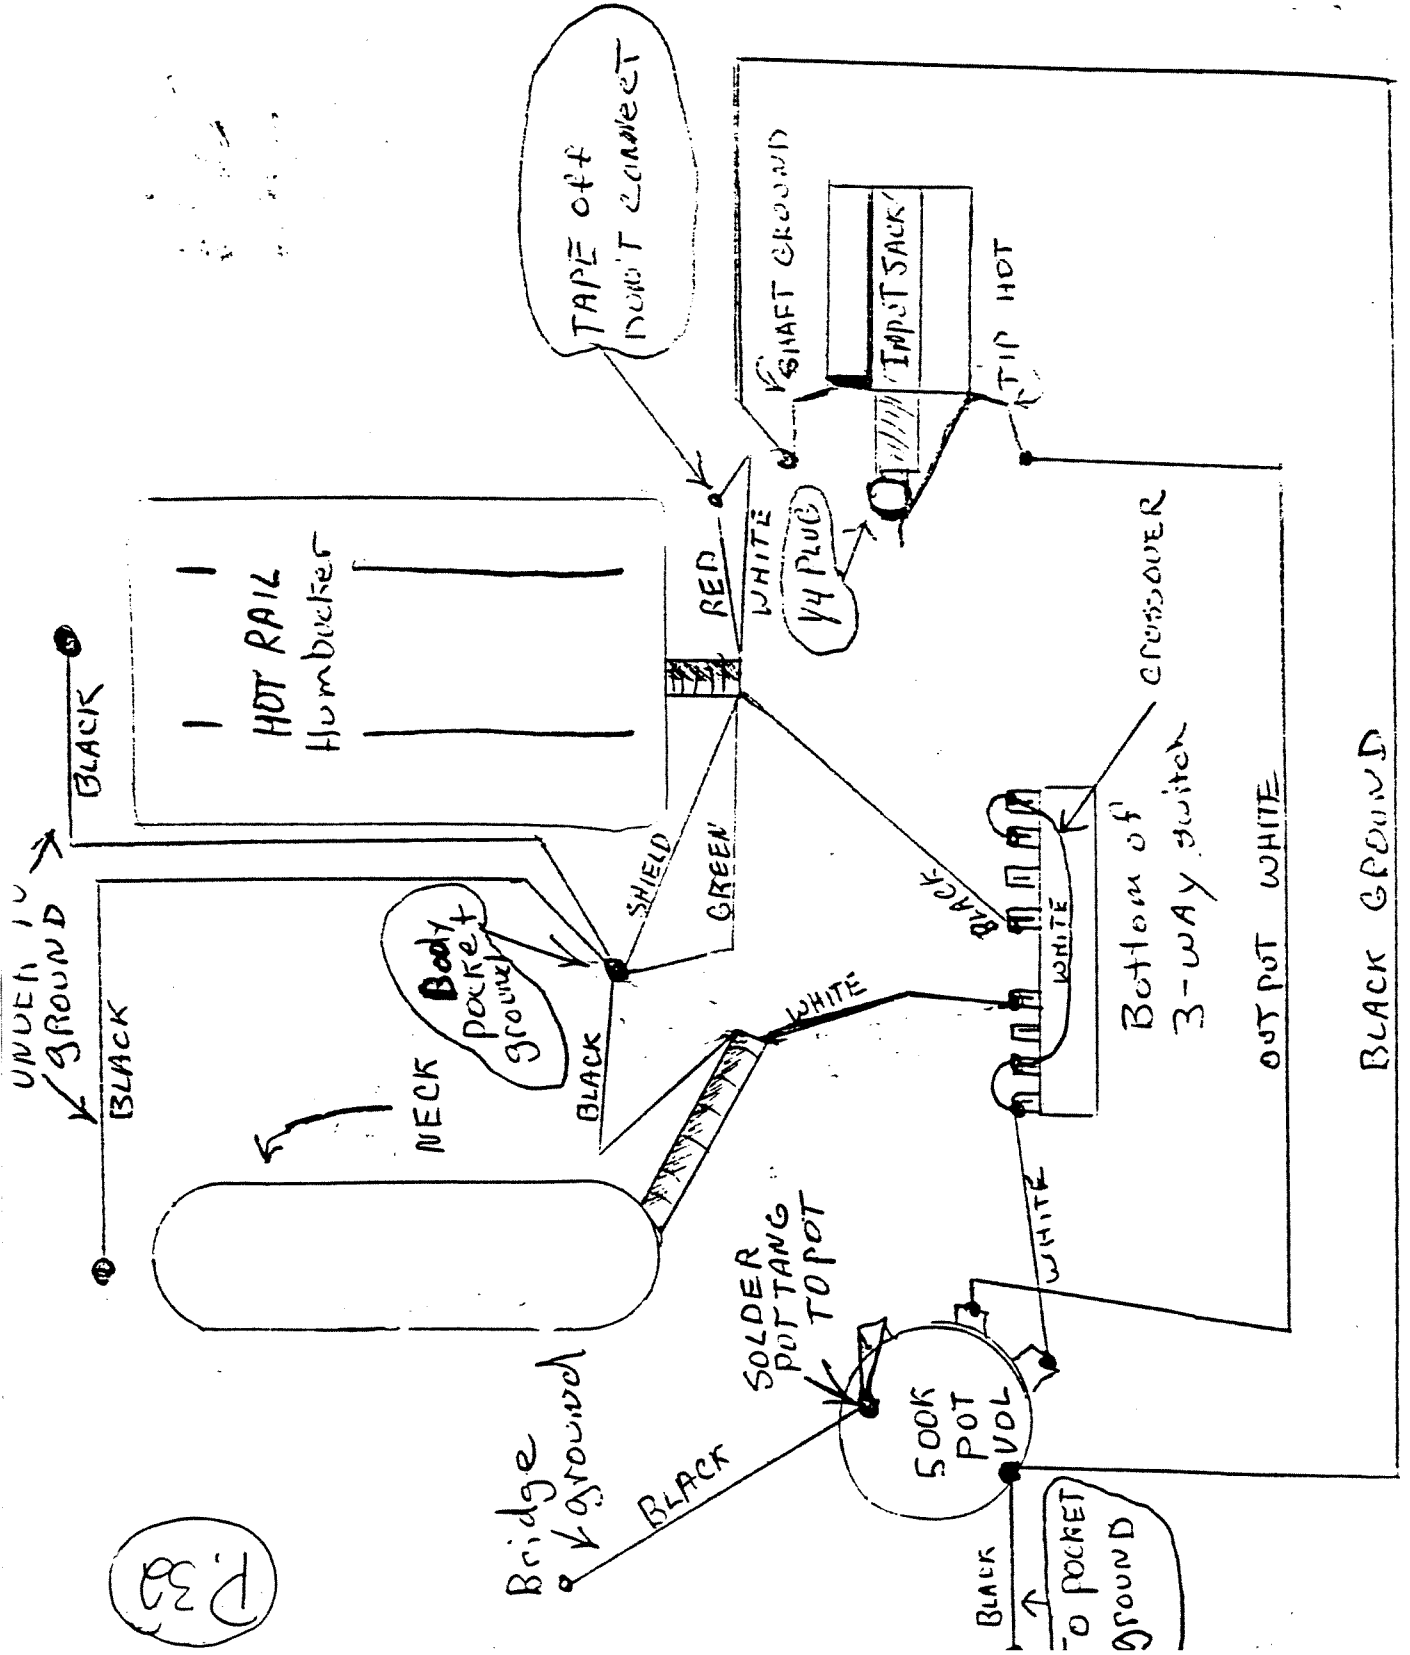 P.32
UNDER
GROUND
BLACK
BLACK
HOT RAIL
Humbucker
NECK
Body
pocket
ground
SHIELD
GREEN
BLACK
TAPE OFF
DON'T CONNECT
RED
WHITE
SHAFT GROUND
INPUT JACK
TIP HOT
1/4 PLUG
CROSSOVER
BLACK
WHITE
WHITE
Bottom of
3-WAY switch
WHITE
OUTPUT WHITE
BLACK GROUND
Bridge
ground
BLACK
SOLDER
POT TANG
TO POT
500K
POT
VOL
BLACK
TO POCKET
GROUND